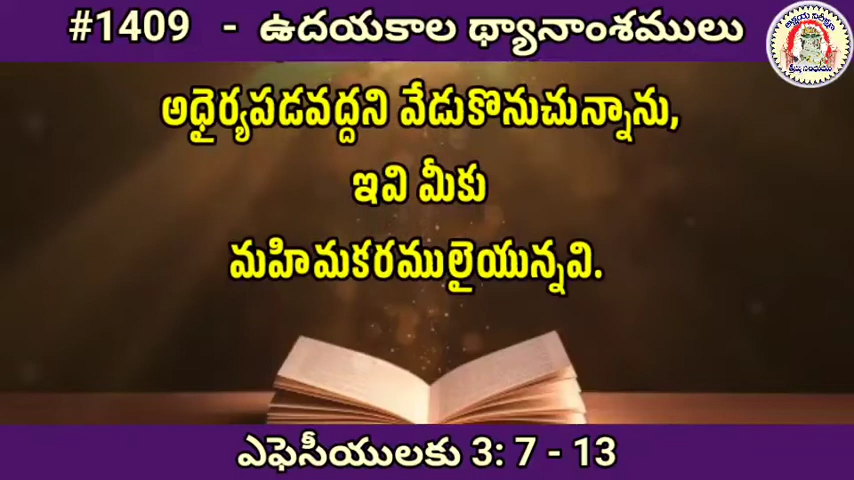 #1409 - ఉదయకాల ధ్యానాంశములు
అధైర్యపడవద్దని వేడుకొనుచున్నాను,
ఇవి మీకు
మహిమకరములైయున్నవి.
ఎఫెసీయులకు 3: 7 - 13